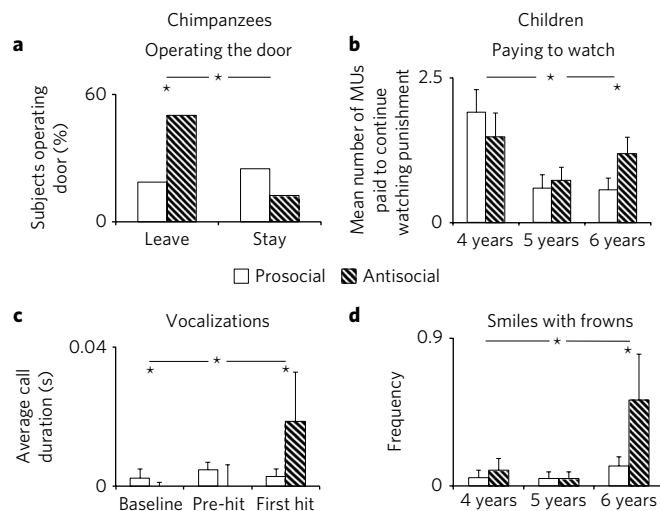 Chimpanzees
Children
a
Operating the door
*
*
60
0
Subjects operating
door (%)
Leave
Stay
b
Paying to watch
*
*
2.5
0
Mean number of MUs
paid to continue
watching punishment
4 years
5 years
6 years
Prosocial
Antisocial
c
Vocalizations
*
*
*
0.04
0
Average call
duration (s)
Baseline
Pre-hit
First hit
d
Smiles with frowns
*
*
0.9
0
Frequency
4 years
5 years
6 years